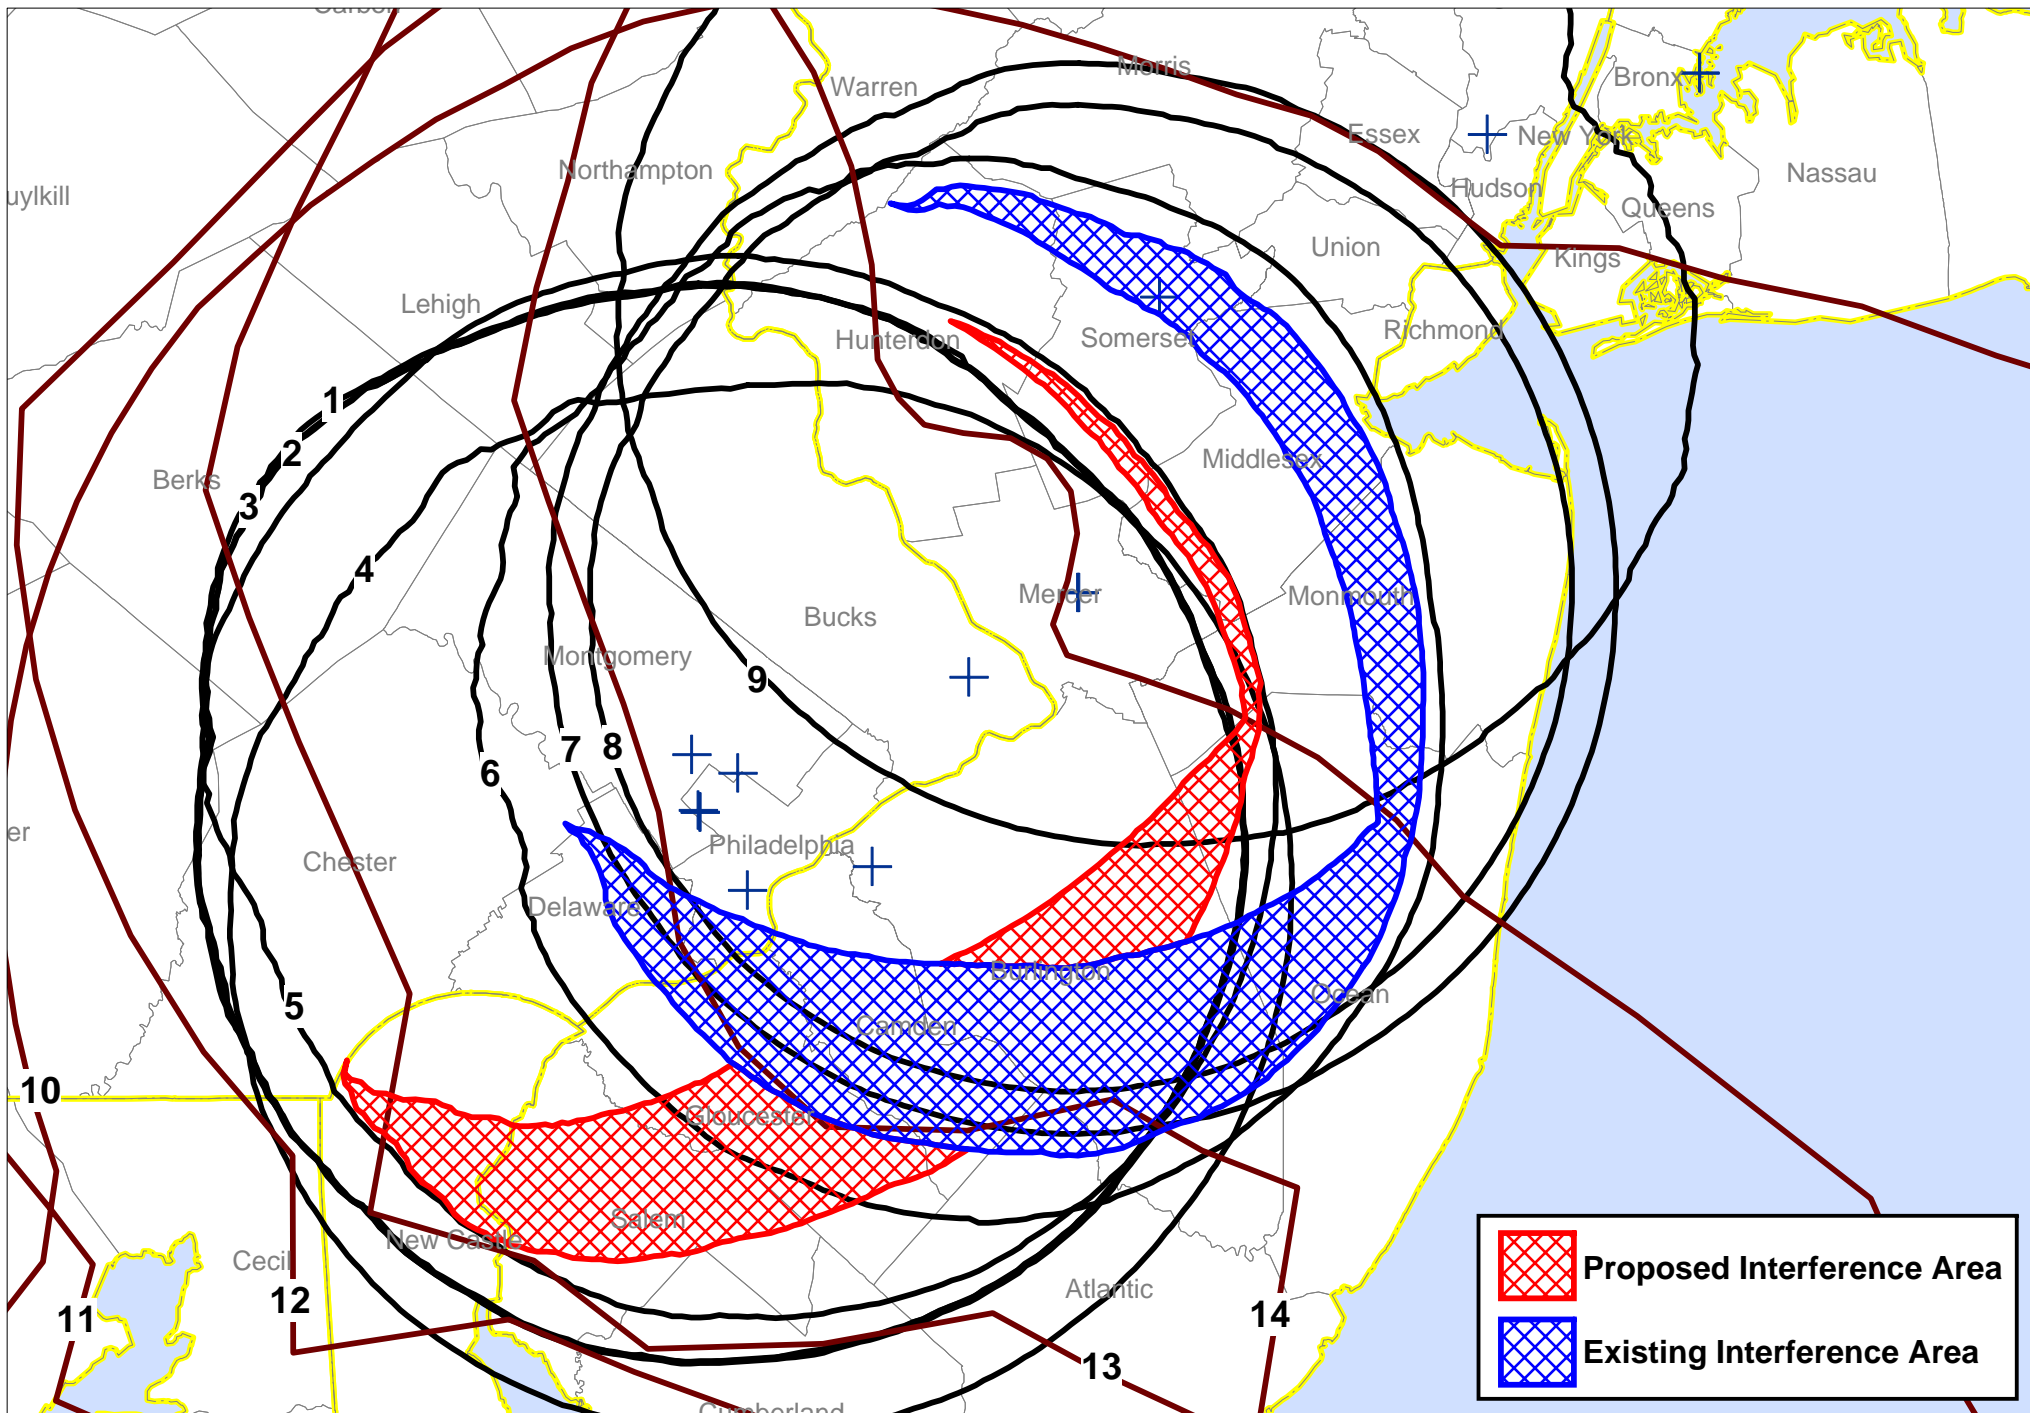 Carbon
Morris
Warren
Bronx
Essex
New York
Northampton
Nassau
Hudson
uylkill
Queens
Union
Kings
Lehigh
Richmond
Hunterdon
Somerset
1
2
Middlesex
Berks
3
4
Mercer
Monmouth
Bucks
Montgomery
9
7
8
6
er
Philadelphia
Chester
Delaware
Burlington
Ocean
5
Camden
10
Gloucester
Salem
New Castle
Cecil
Proposed Interference Area
Atlantic
12
14
11
Existing Interference Area
13
Cumberland